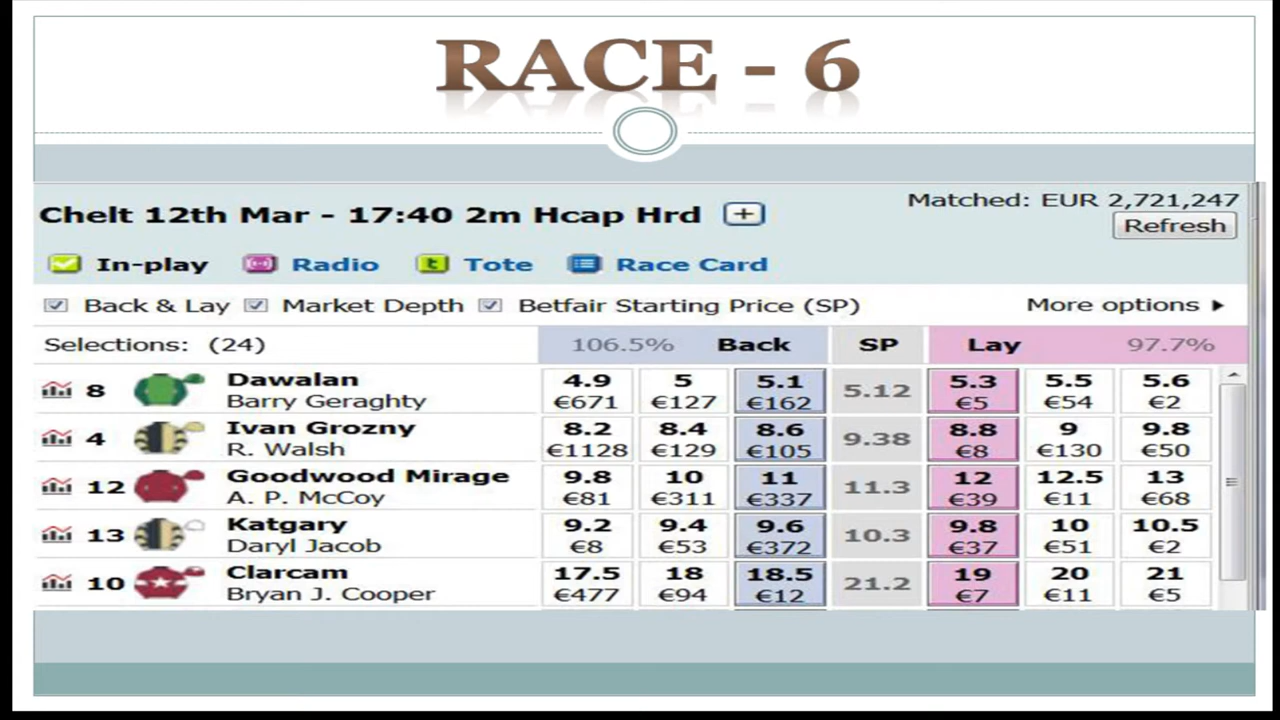 RACE - 6
Matched: EUR 2,721,247
Chelt 12th Mar - 17:40 2m Hcap Hrd +
Refresh
In-play Radio t Tote Race Card
Back & Lay Market Depth Betfair Starting Price (SP) More options
Selections: (24) 106.5% Back SP Lay 97.7%
8 Dawalan 4.9 5 5.1 5.12 5.3 5.5 5.6
Barry Geraghty €671 €127 €162 €5 €54 €2
4 Ivan Grozny 8.2 8.4 8.6 9.38 8.8 9 9.8
R. Walsh €1128 €129 €105 €8 €130 €50
12 Goodwood Mirage 9.8 10 11 11.3 12 12.5 13
A. P. McCoy €81 €311 €337 €39 €11 €68
13 Katgary 9.2 9.4 9.6 10.3 9.8 10 10.5
Daryl Jacob €8 €53 €372 €37 €51 €2
10 Clarcam 17.5 18 18.5 21.2 19 20 21
Bryan J. Cooper €477 €94 €12 €7 €11 €5